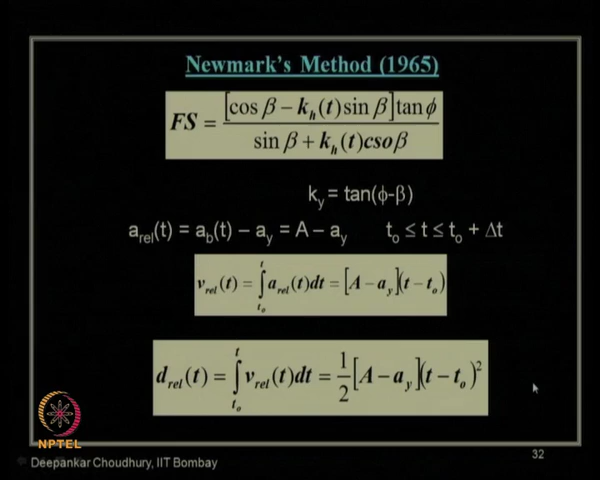 Newmark's Method (1965)
FS = [cos β – k_h(t) sin β] tan ϕ / sin β + k_h(t) cso β
k_y = tan(ϕ-β)
a_rel(t) = a_b(t) – a_y = A – a_y    t_o ≤ t ≤ t_o + Δt
v_rel(t) = ∫_{t_o}^{t} a_rel(t)dt = [A – a_y](t – t_o)
d_rel(t) = ∫_{t_o}^{t} v_rel(t)dt = 1/2 [A – a_y](t – t_o)²
NPTEL
Deepankar Choudhury, IIT Bombay
32